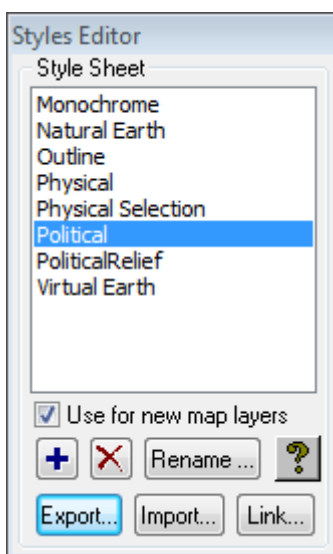 Styles Editor
Style Sheet
Monochrome
Natural Earth
Outline
Physical
Physical Selection
Political
PoliticalRelief
Virtual Earth
Use for new map layers
Rename ... ?
Export... Import... Link...